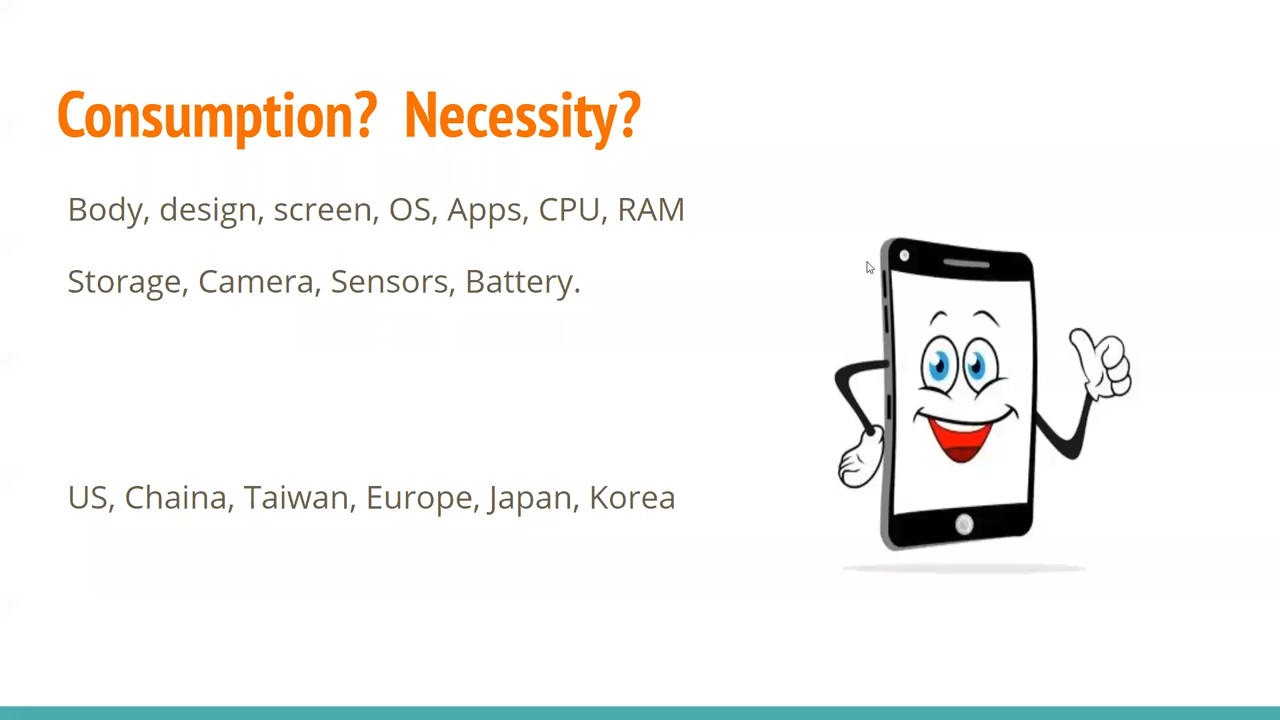 Consumption? Necessity?
Body, design, screen, OS, Apps, CPU, RAM
Storage, Camera, Sensors, Battery.
US, Chaina, Taiwan, Europe, Japan, Korea